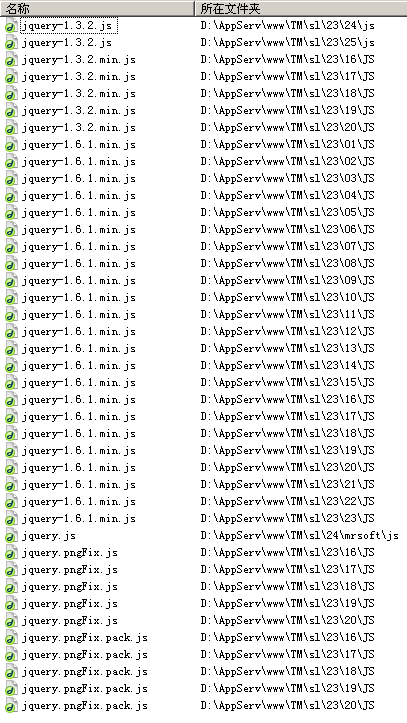 名称 所在文件夹
jquery-1.3.2.js D:\AppServ\www\TM\sl\23\24\js
jquery-1.3.2.js D:\AppServ\www\TM\sl\23\25\js
jquery-1.3.2.min.js D:\AppServ\www\TM\sl\23\16\JS
jquery-1.3.2.min.js D:\AppServ\www\TM\sl\23\17\JS
jquery-1.3.2.min.js D:\AppServ\www\TM\sl\23\18\JS
jquery-1.3.2.min.js D:\AppServ\www\TM\sl\23\19\JS
jquery-1.3.2.min.js D:\AppServ\www\TM\sl\23\20\JS
jquery-1.6.1.min.js D:\AppServ\www\TM\sl\23\01\JS
jquery-1.6.1.min.js D:\AppServ\www\TM\sl\23\02\JS
jquery-1.6.1.min.js D:\AppServ\www\TM\sl\23\03\JS
jquery-1.6.1.min.js D:\AppServ\www\TM\sl\23\04\JS
jquery-1.6.1.min.js D:\AppServ\www\TM\sl\23\05\JS
jquery-1.6.1.min.js D:\AppServ\www\TM\sl\23\06\JS
jquery-1.6.1.min.js D:\AppServ\www\TM\sl\23\07\JS
jquery-1.6.1.min.js D:\AppServ\www\TM\sl\23\08\JS
jquery-1.6.1.min.js D:\AppServ\www\TM\sl\23\09\JS
jquery-1.6.1.min.js D:\AppServ\www\TM\sl\23\10\JS
jquery-1.6.1.min.js D:\AppServ\www\TM\sl\23\11\JS
jquery-1.6.1.min.js D:\AppServ\www\TM\sl\23\12\JS
jquery-1.6.1.min.js D:\AppServ\www\TM\sl\23\13\JS
jquery-1.6.1.min.js D:\AppServ\www\TM\sl\23\14\JS
jquery-1.6.1.min.js D:\AppServ\www\TM\sl\23\15\JS
jquery-1.6.1.min.js D:\AppServ\www\TM\sl\23\16\JS
jquery-1.6.1.min.js D:\AppServ\www\TM\sl\23\17\JS
jquery-1.6.1.min.js D:\AppServ\www\TM\sl\23\18\JS
jquery-1.6.1.min.js D:\AppServ\www\TM\sl\23\19\JS
jquery-1.6.1.min.js D:\AppServ\www\TM\sl\23\20\JS
jquery-1.6.1.min.js D:\AppServ\www\TM\sl\23\21\JS
jquery-1.6.1.min.js D:\AppServ\www\TM\sl\23\22\JS
jquery-1.6.1.min.js D:\AppServ\www\TM\sl\23\23\JS
jquery.js D:\AppServ\www\TM\sl\24\mrsoft\js
jquery.pngFix.js D:\AppServ\www\TM\sl\23\16\JS
jquery.pngFix.js D:\AppServ\www\TM\sl\23\17\JS
jquery.pngFix.js D:\AppServ\www\TM\sl\23\18\JS
jquery.pngFix.js D:\AppServ\www\TM\sl\23\19\JS
jquery.pngFix.js D:\AppServ\www\TM\sl\23\20\JS
jquery.pngFix.pack.js D:\AppServ\www\TM\sl\23\16\JS
jquery.pngFix.pack.js D:\AppServ\www\TM\sl\23\17\JS
jquery.pngFix.pack.js D:\AppServ\www\TM\sl\23\18\JS
jquery.pngFix.pack.js D:\AppServ\www\TM\sl\23\19\JS
jquery.pngFix.pack.js D:\AppServ\www\TM\sl\23\20\JS